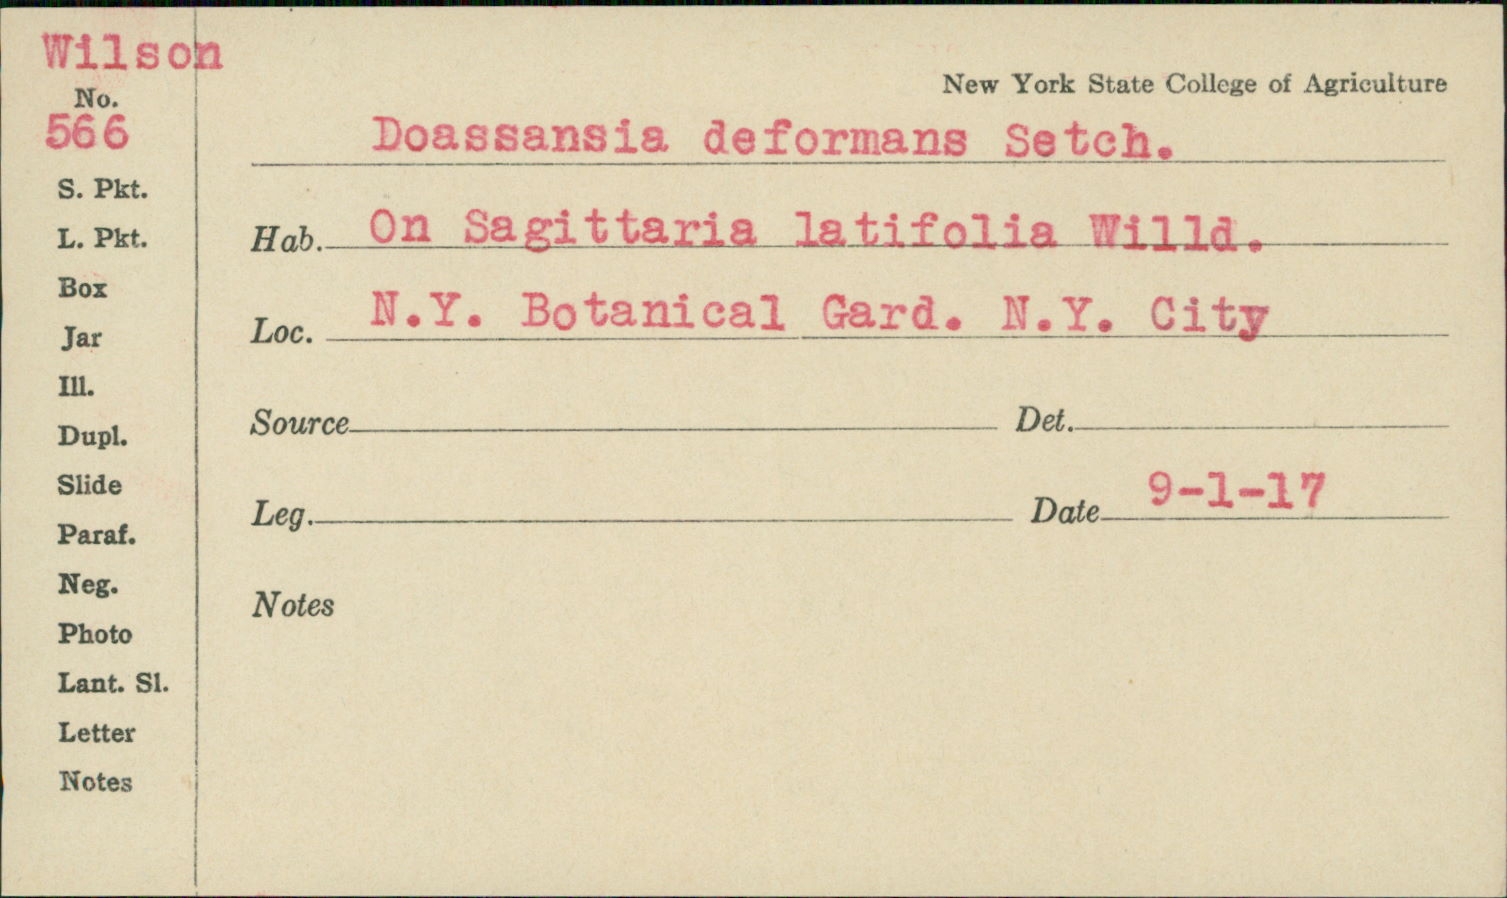 Wilson
New York State College of Agriculture
No.
566
Doassansia deformans Setch.
S. Pkt.
L. Pkt.
Hab. On Sagittaria latifolia Willd.
Box
Loc. N.Y. Botanical Gard. N.Y. City
Jar
Ill.
Dupl.
Source Det.
Slide
Leg. Date 9-1-17
Paraf.
Neg.
Notes
Photo
Lant. Sl.
Letter
Notes